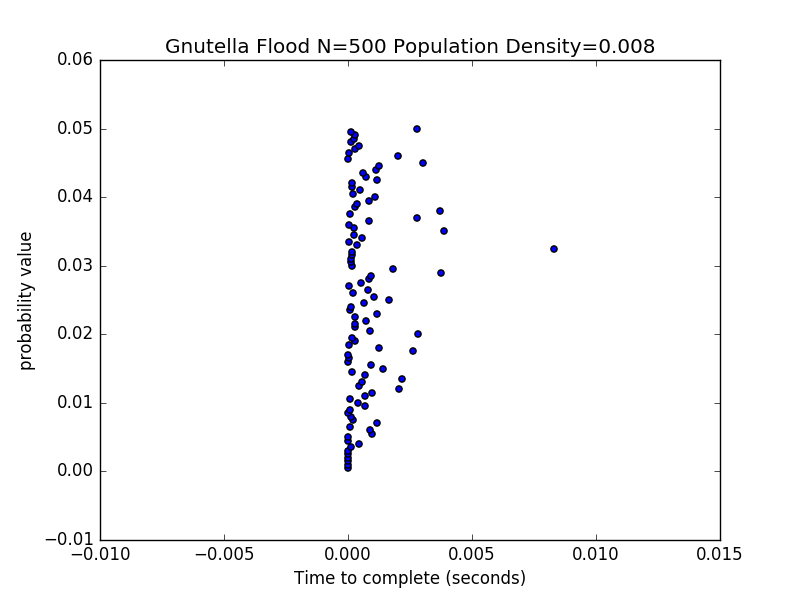 Gnutella Flood N=500 Population Density=0.008
0.06
0.05
0.04
0.03
0.02
0.01
0.00
−0.01
probability value
−0.010 −0.005 0.000 0.005 0.010 0.015
Time to complete (seconds)